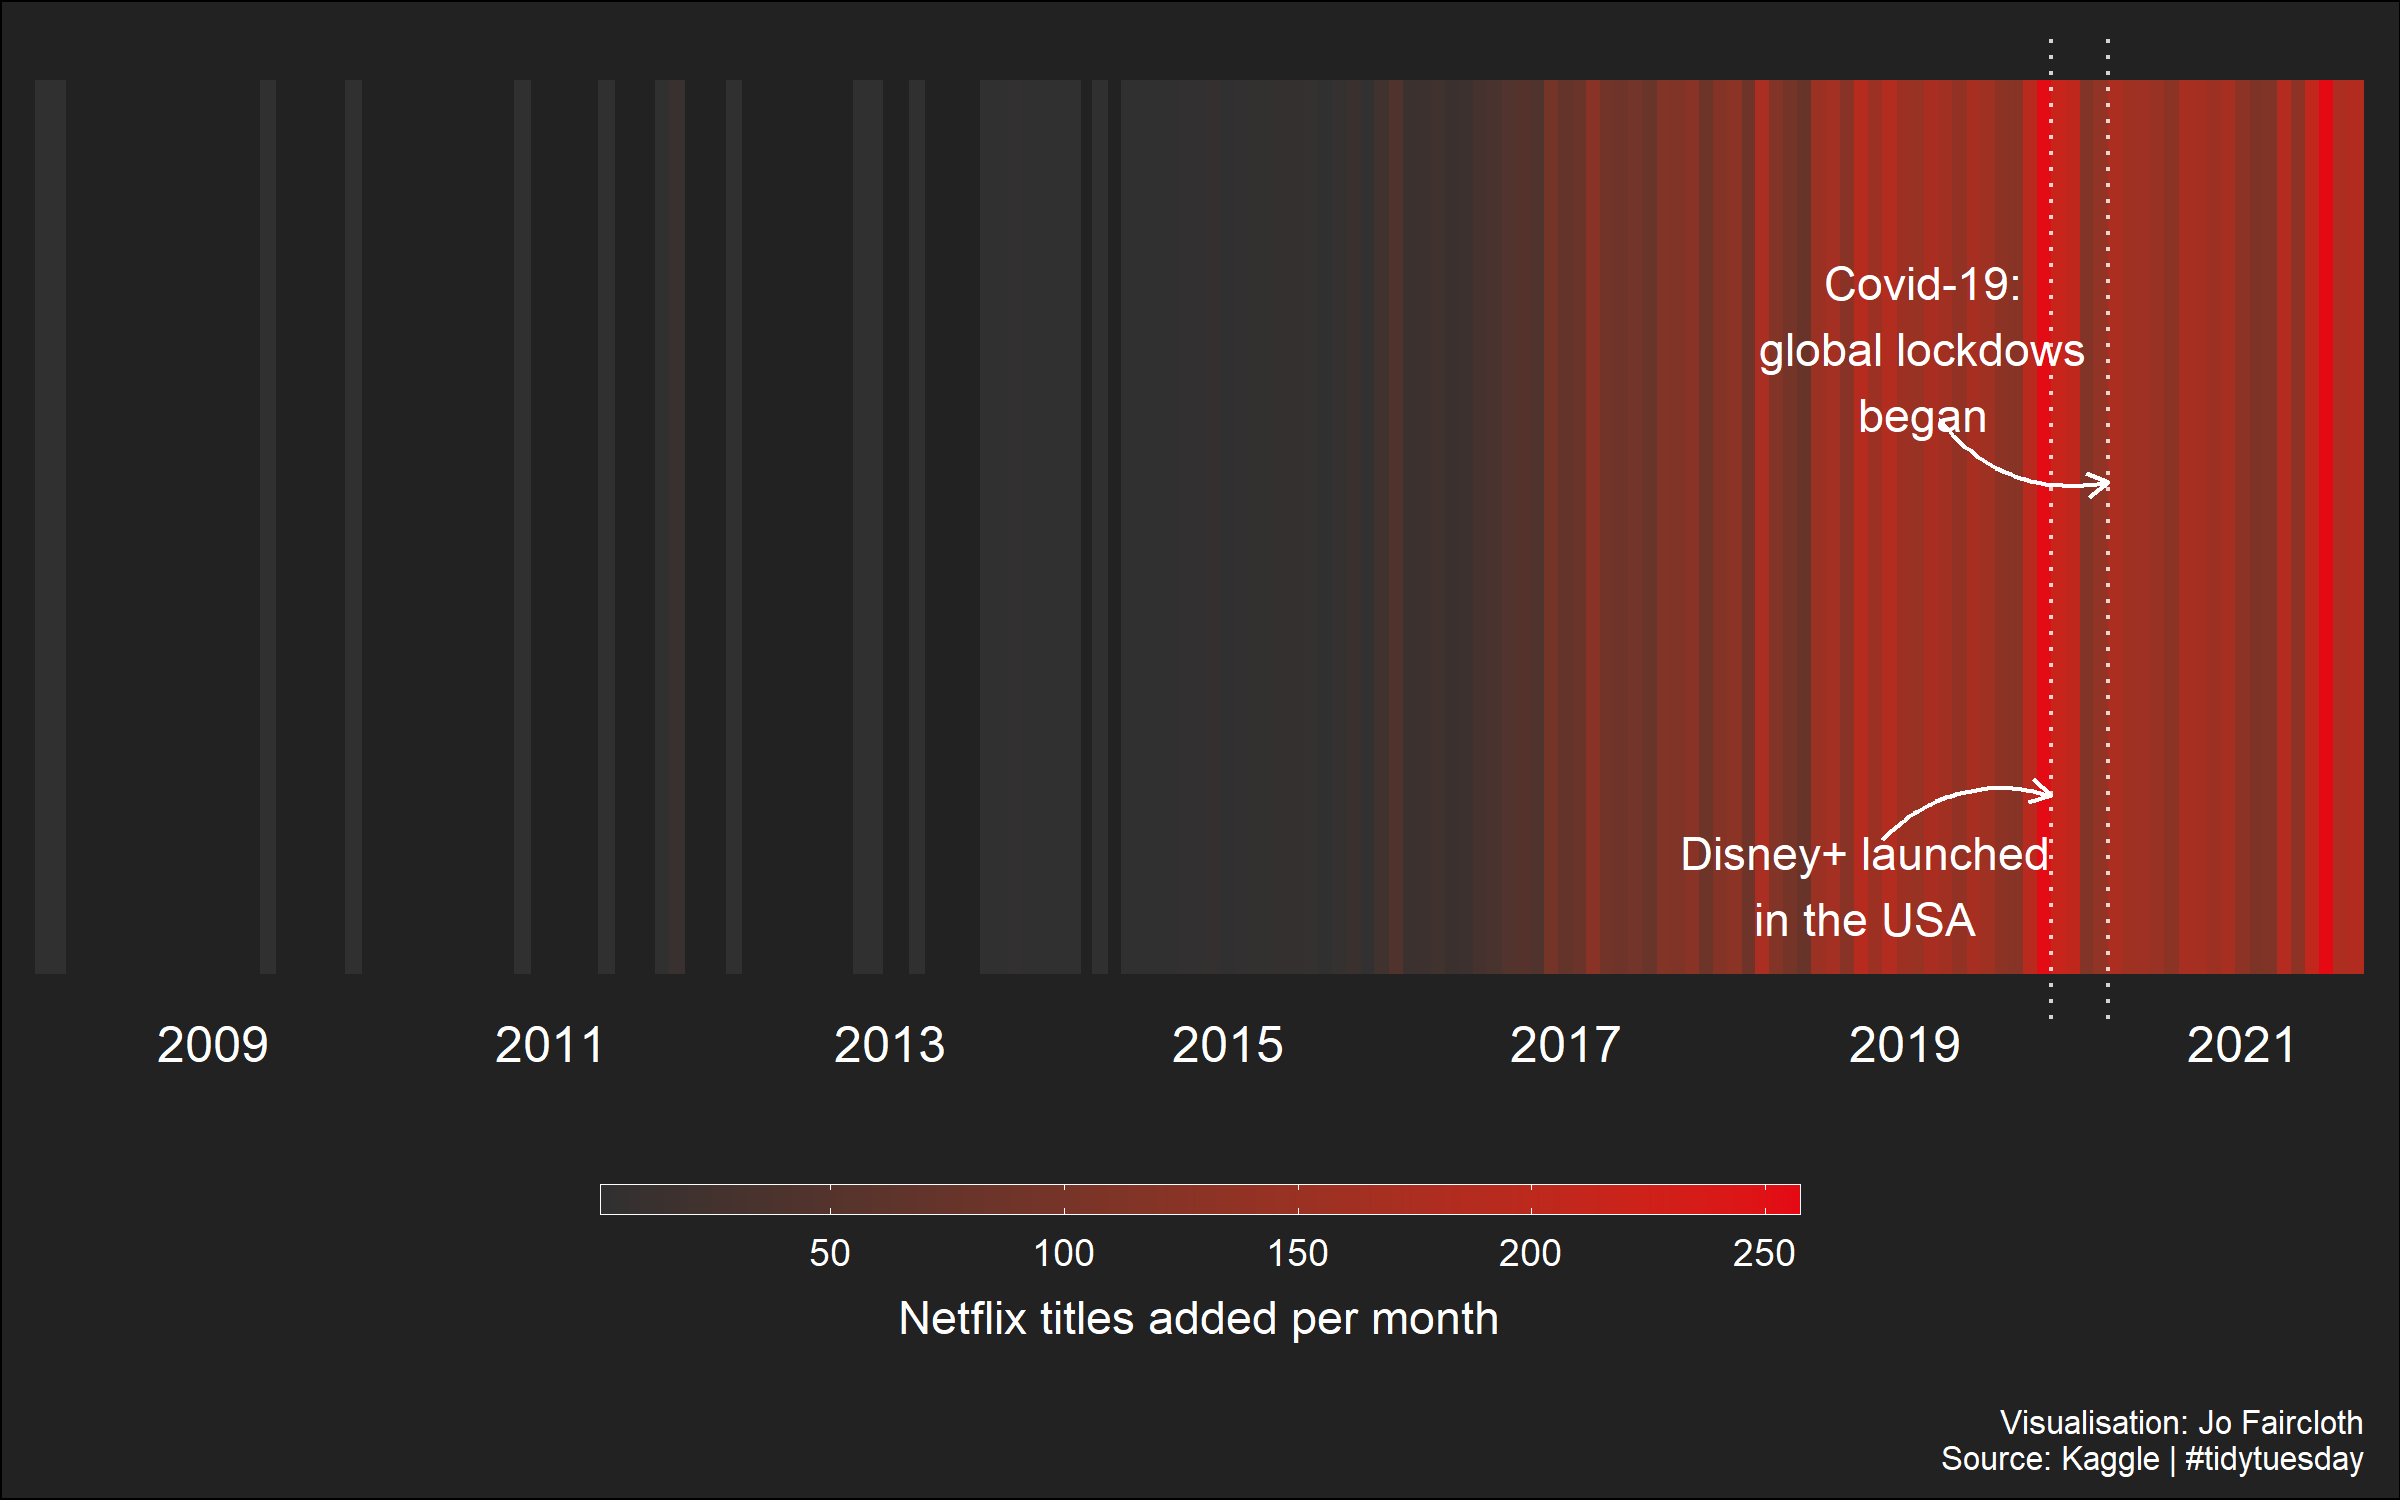 Covid-19:
global lockdows
began
Disney+ launched
in the USA
2009 2011 2013 2015 2017 2019 2021
50 100 150 200 250
Netflix titles added per month
Visualisation: Jo Faircloth
Source: Kaggle | #tidytuesday